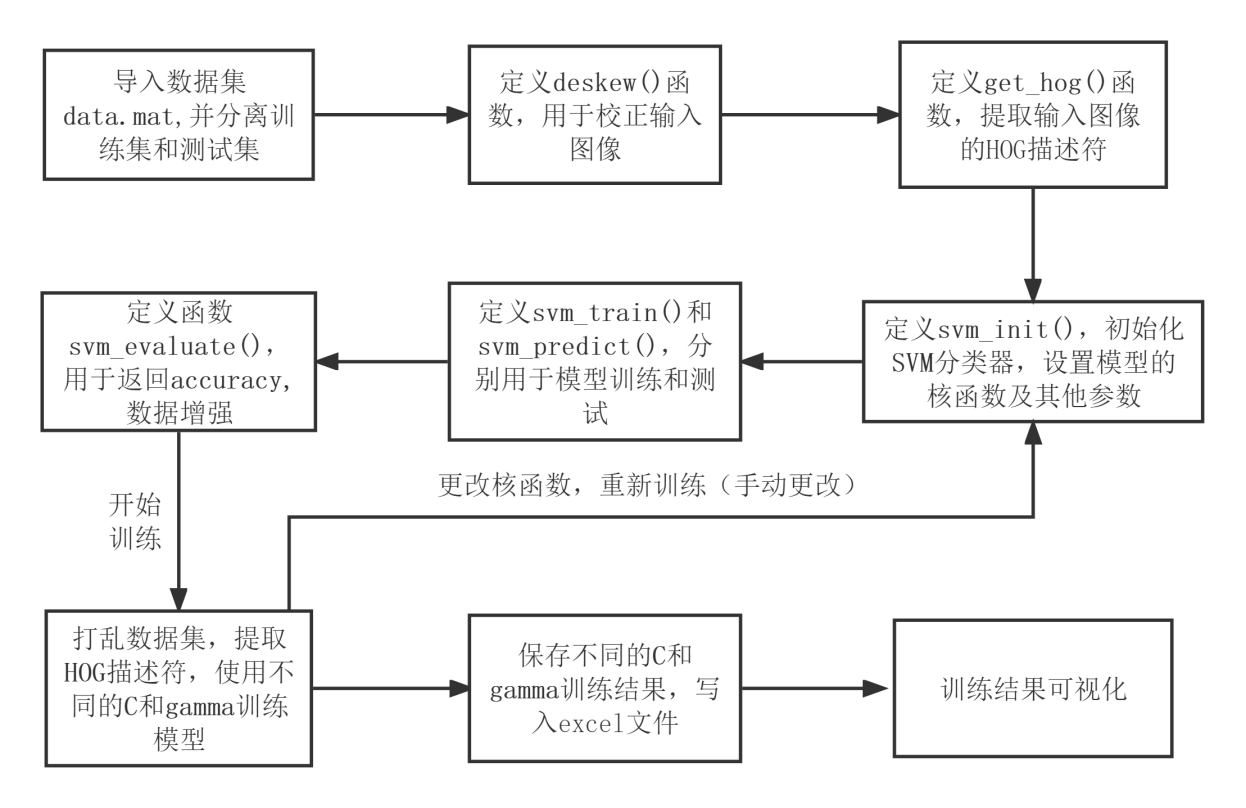 导入数据集
data.mat,并分离训
练集和测试集
定义deskew()函
数，用于校正输入
图像
定义get_hog()函
数，提取输入图像
的HOG描述符
定义svm_init()，初始化
SVM分类器，设置模型的
核函数及其他参数
定义svm_train()和
svm_predict()，分
别用于模型训练和测
试
定义函数
svm_evaluate()，
用于返回accuracy,
数据增强
开始
训练
更改核函数，重新训练（手动更改）
打乱数据集，提取
HOG描述符，使用不
同的C和gamma训练
模型
保存不同的C和
gamma训练结果，写
入excel文件
训练结果可视化